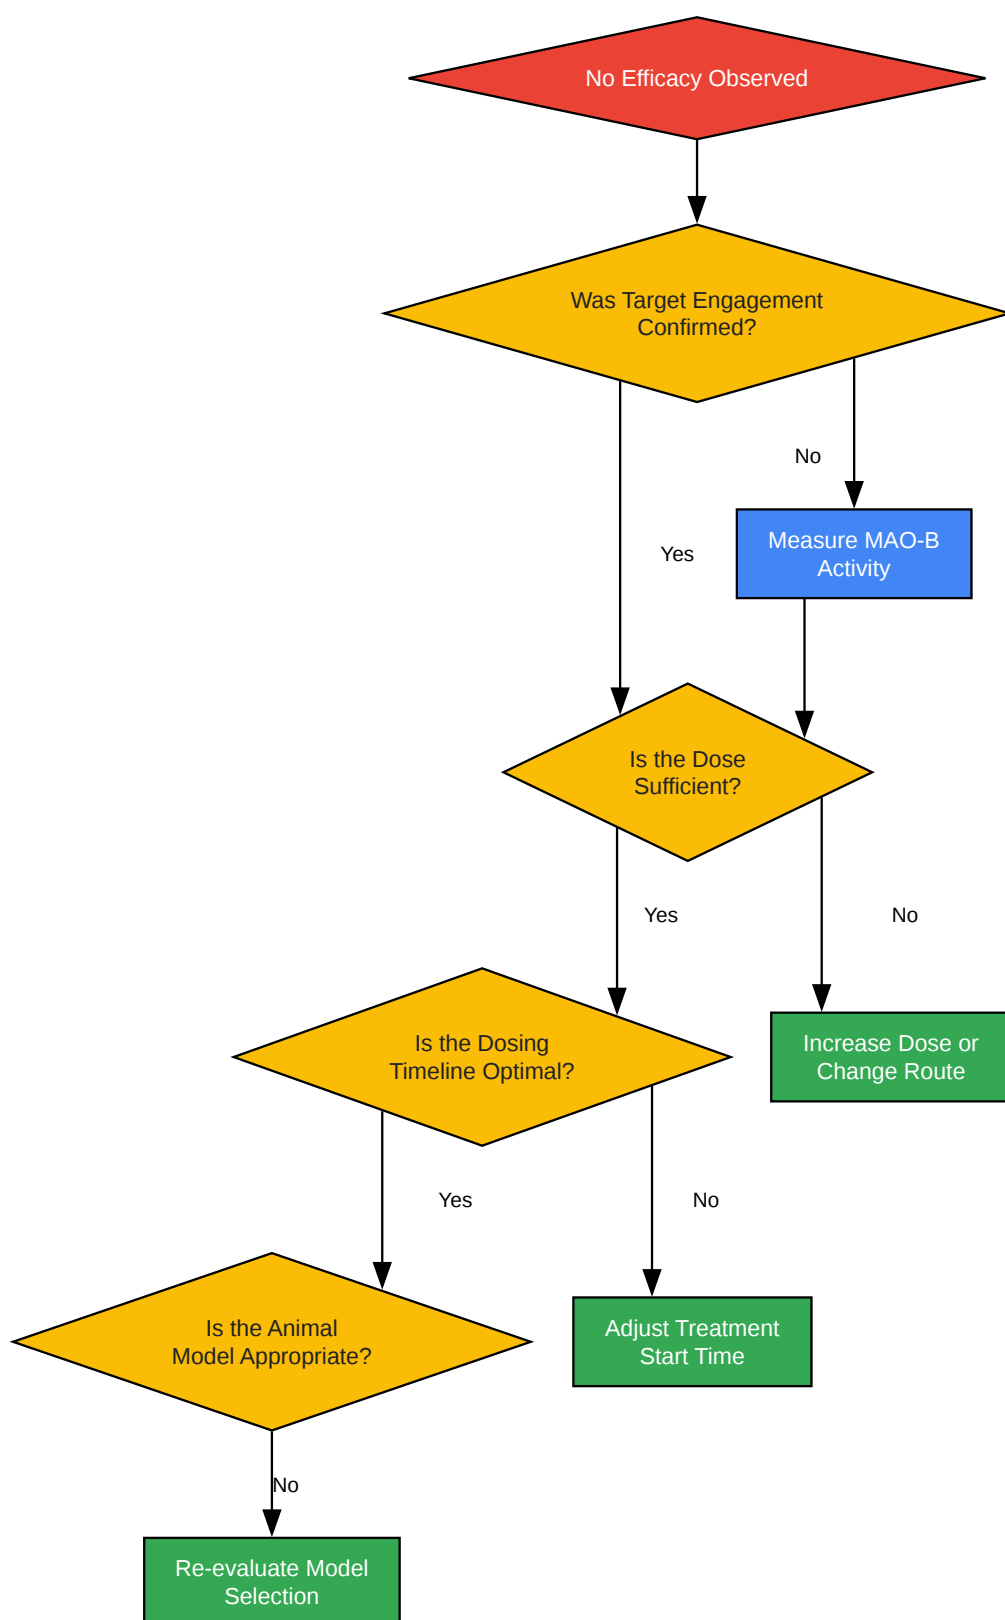 No Efficacy Observed
Was Target Engagement
Confirmed?
No
Measure MAO-B
Activity
Yes
Is the Dose
Sufficient?
Yes
No
Is the Dosing
Timeline Optimal?
Increase Dose or
Change Route
Yes
No
Is the Animal
Model Appropriate?
Adjust Treatment
Start Time
No
Re-evaluate Model
Selection